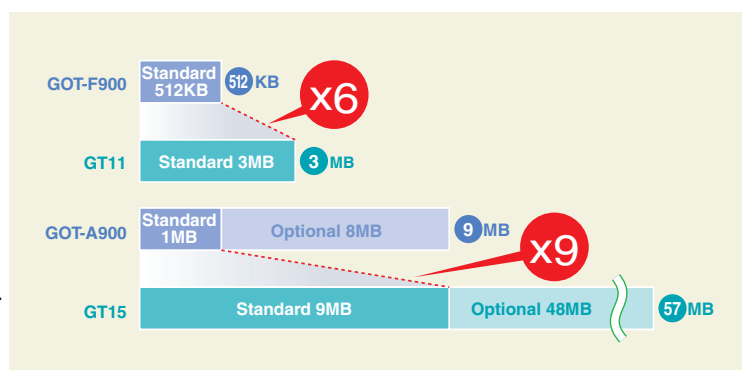 GOT-F900
Standard
512KB
512 KB
x6
GT11
Standard 3MB
3 MB
GOT-A900
Standard
1MB
Optional 8MB
9 MB
x9
GT15
Standard 9MB
Optional 48MB
57 MB